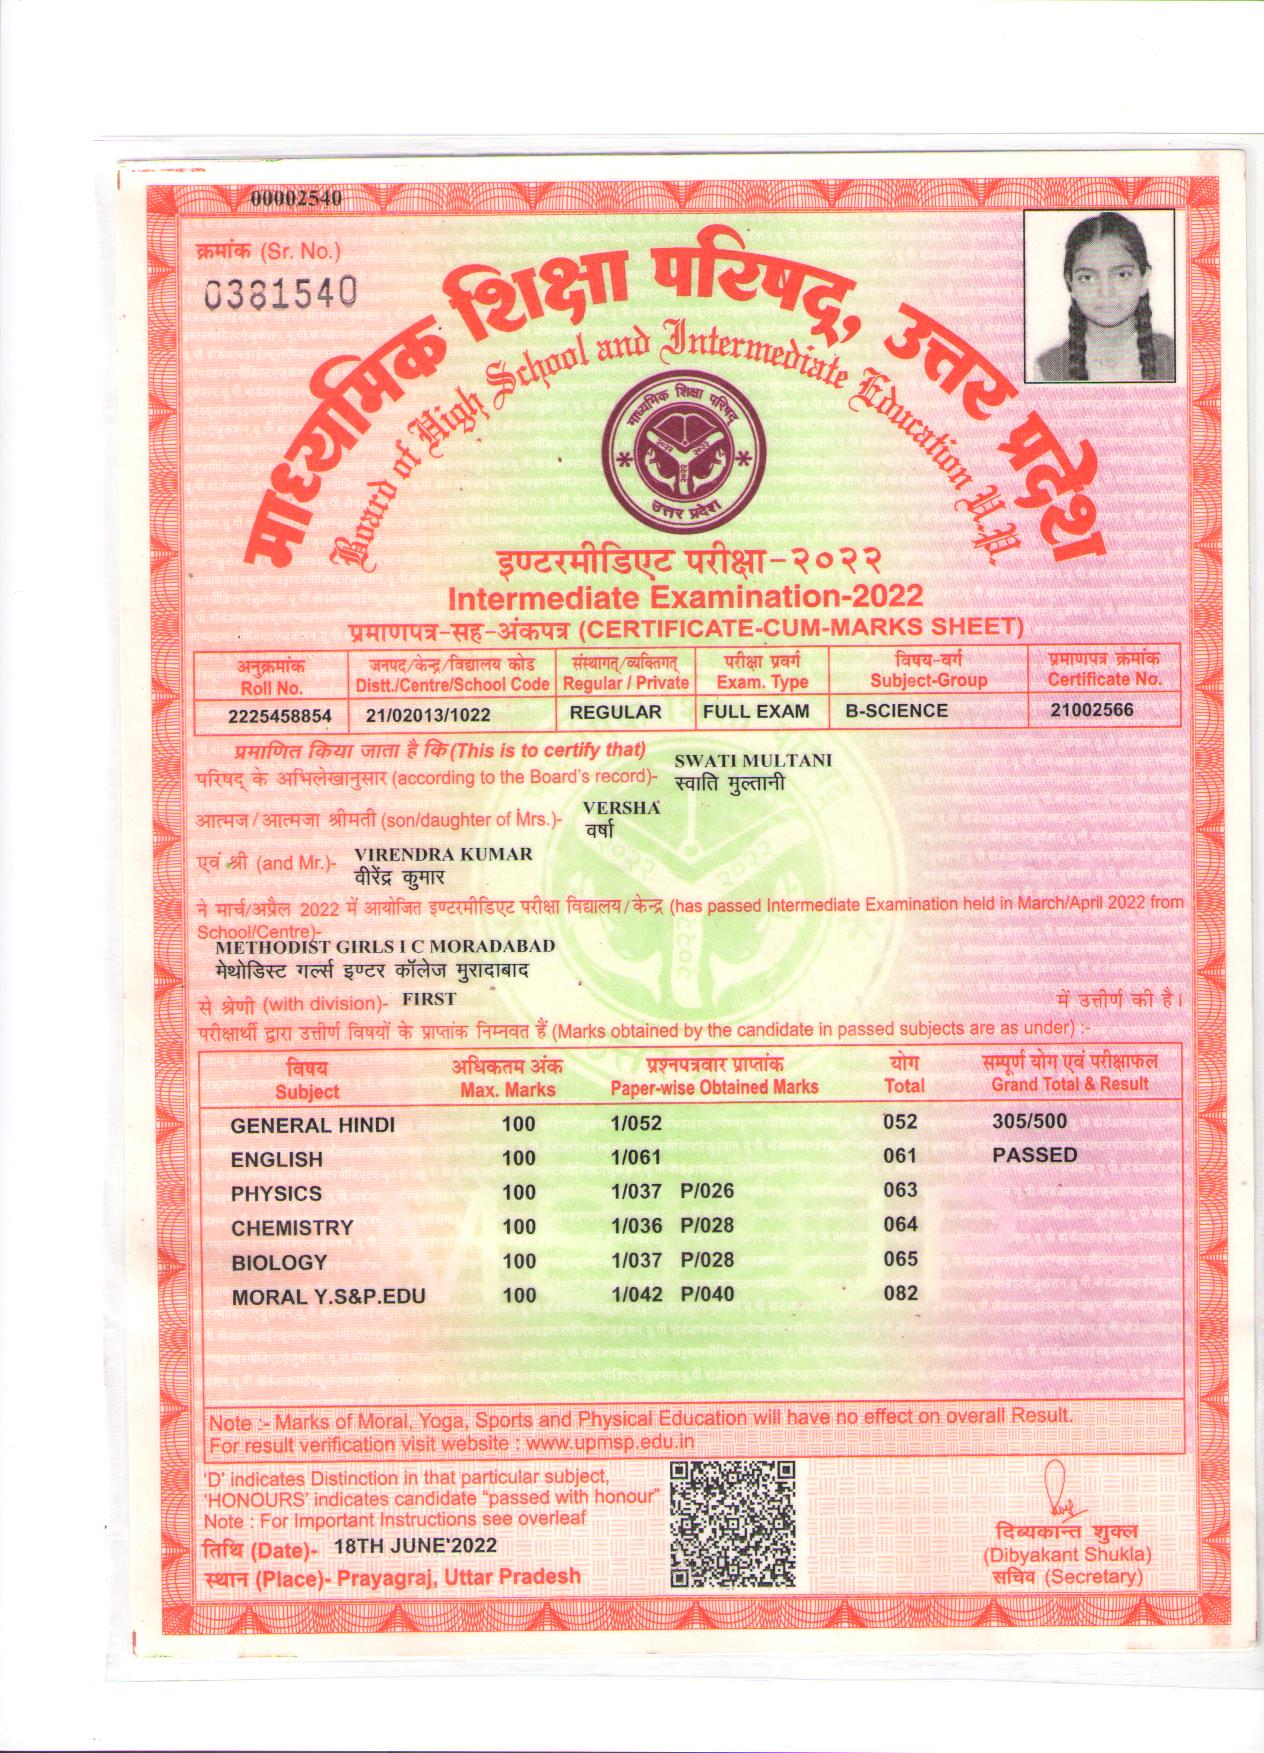 00002540
क्रमांक (Sr. No.)
0381540
माध्यमिक शिक्षा परिषद्, उत्तर प्रदेश
Board of High School and Intermediate Education U.P.
माध्यमिक शिक्षा परिषद्
२०२२ २०२२
२०२२
उत्तर प्रदेश
इण्टरमीडिएट परीक्षा-२०२२
Intermediate Examination-2022
प्रमाणपत्र-सह-अंकपत्र (CERTIFICATE-CUM-MARKS SHEET)
अनुक्रमांक जनपद/केन्द्र/विद्यालय कोड संस्थागत्/व्यक्तिगत् परीक्षा प्रवर्ग विषय-वर्ग प्रमाणपत्र क्रमांक
Roll No. Distt./Centre/School Code Regular / Private Exam. Type Subject-Group Certificate No.
2225458854 21/02013/1022 REGULAR FULL EXAM B-SCIENCE 21002566
प्रमाणित किया जाता है कि (This is to certify that) SWATI MULTANI
परिषद् के अभिलेखानुसार (according to the Board's record)- स्वाति मुल्तानी
VERSHA
आत्मज/आत्मजा श्रीमती (son/daughter of Mrs.)- वर्षा
एवं श्री (and Mr.)- VIRENDRA KUMAR
वीरेंद्र कुमार
ने मार्च/अप्रैल 2022 में आयोजित इण्टरमीडिएट परीक्षा विद्यालय/केन्द्र (has passed Intermediate Examination held in March/April 2022 from
School/Centre)-
METHODIST GIRLS I C MORADABAD
मेथोडिस्ट गर्ल्स इण्टर कॉलेज मुरादाबाद
से श्रेणी (with division)- FIRST में उत्तीर्ण की है।
परीक्षार्थी द्वारा उत्तीर्ण विषयों के प्राप्तांक निम्नवत हैं (Marks obtained by the candidate in passed subjects are as under) :-
विषय अधिकतम अंक प्रश्नपत्रवार प्राप्तांक योग सम्पूर्ण योग एवं परीक्षाफल
Subject Max. Marks Paper-wise Obtained Marks Total Grand Total & Result
GENERAL HINDI 100 1/052 052 305/500
ENGLISH 100 1/061 061 PASSED
PHYSICS 100 1/037 P/026 063
CHEMISTRY 100 1/036 P/028 064
BIOLOGY 100 1/037 P/028 065
MORAL Y.S&P.EDU 100 1/042 P/040 082
Note :- Marks of Moral, Yoga, Sports and Physical Education will have no effect on overall Result.
For result verification visit website : www.upmsp.edu.in
'D' indicates Distinction in that particular subject,
'HONOURS' indicates candidate "passed with honour"
Note : For Important Instructions see overleaf
तिथि (Date)- 18TH JUNE'2022
स्थान (Place)- Prayagraj, Uttar Pradesh
दिव्यकान्त शुक्ल
(Dibyakant Shukla)
सचिव (Secretary)